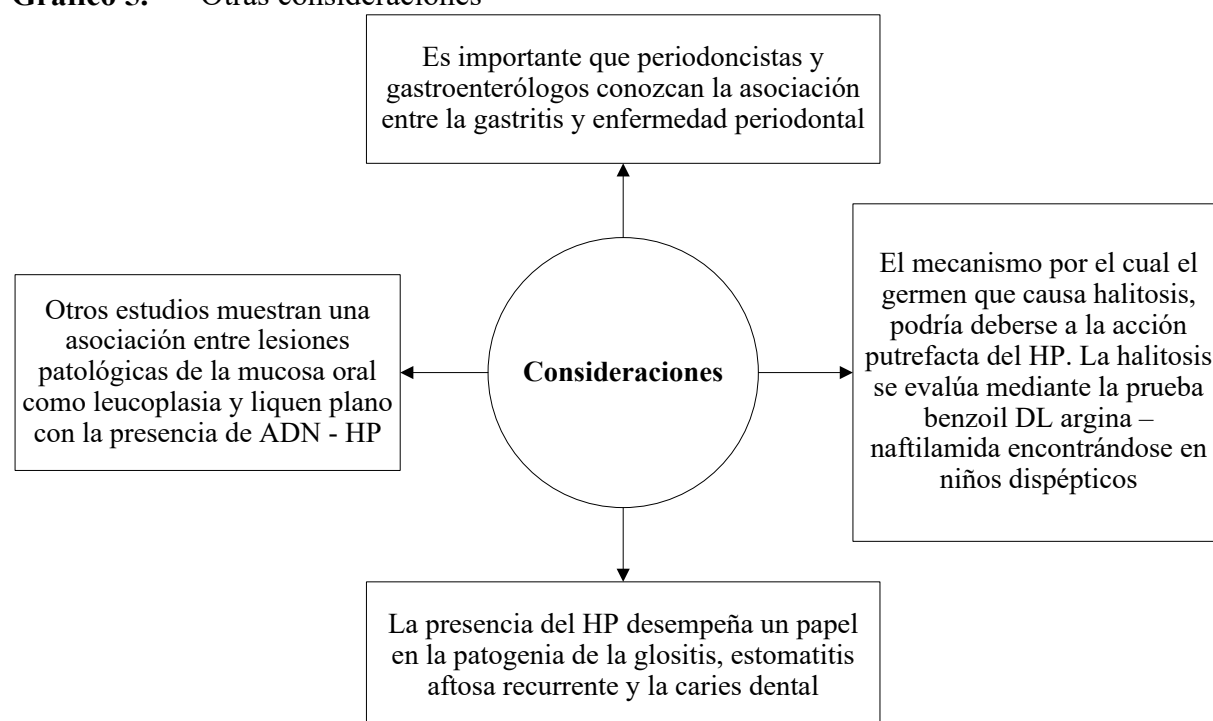 Gráfico 3. Otras consideraciones
Es importante que periodoncistas y
gastroenterólogos conozcan la asociación
entre la gastritis y enfermedad periodontal
Otros estudios muestran una
asociación entre lesiones
patológicas de la mucosa oral
como leucoplasia y liquen plano
con la presencia de ADN - HP
Consideraciones
El mecanismo por el cual el
germen que causa halitosis,
podría deberse a la acción
putrefacta del HP. La halitosis
se evalúa mediante la prueba
benzoil DL argina –
naftilamida encontrándose en
niños dispépticos
La presencia del HP desempeña un papel
en la patogenia de la glositis, estomatitis
aftosa recurrente y la caries dental